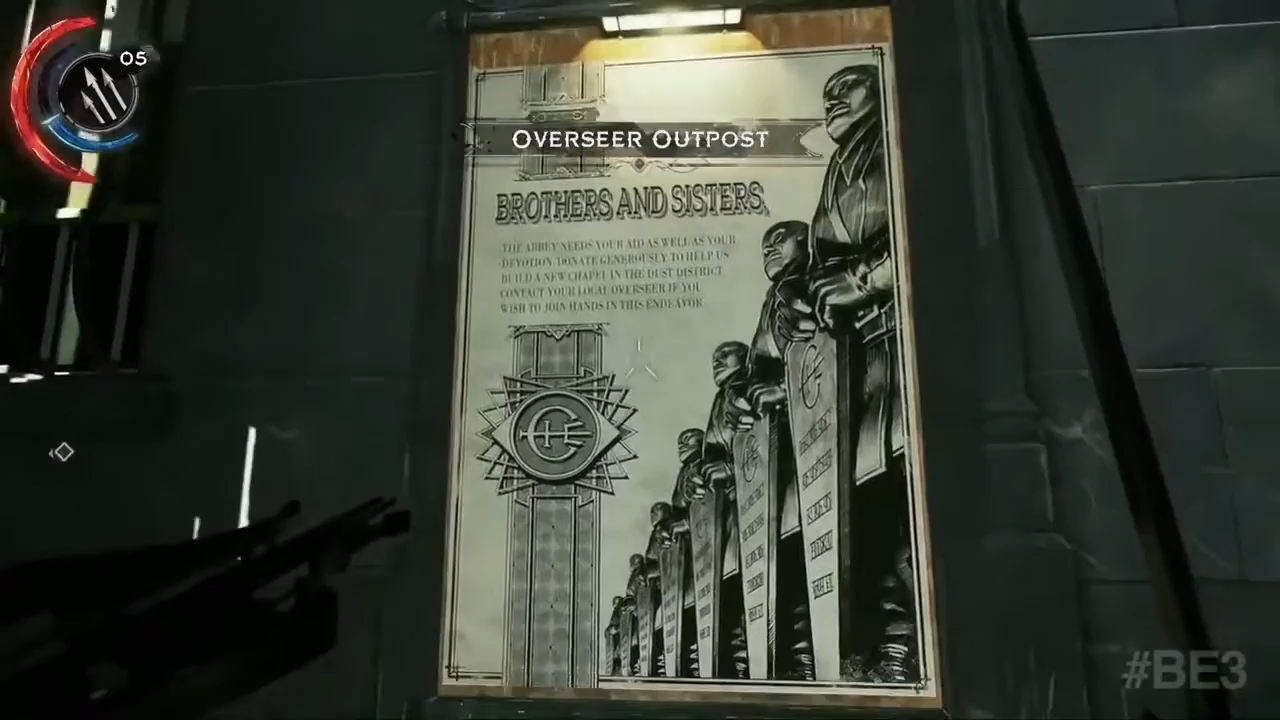 05
OVERSEER OUTPOST
BROTHERS AND SISTERS,
THE ABBEY NEEDS YOUR AID AS WELL AS YOUR
DEVOTION. DONATE GENEROUSLY TO HELP US
BUILD A NEW CHAPEL IN THE DUST DISTRICT
CONTACT YOUR LOCAL OVERSEER IF YOU
WISH TO JOIN HANDS IN THIS ENDEAVOR.
#BE3